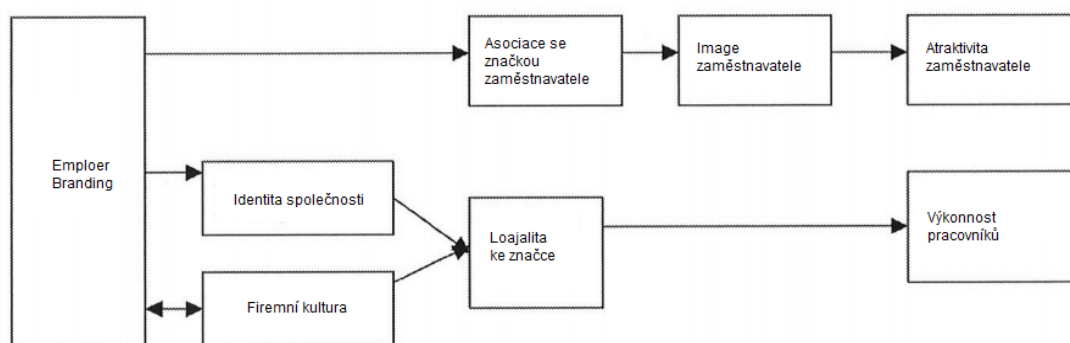 Asociace se
značkou
zaměstnavatele
Image
zaměstnavatele
Atraktivita
zaměstnavatele
Emploer
Branding
Identita společnosti
Loajalita
ke značce
Výkonnost
pracovníků
Firemní kultura